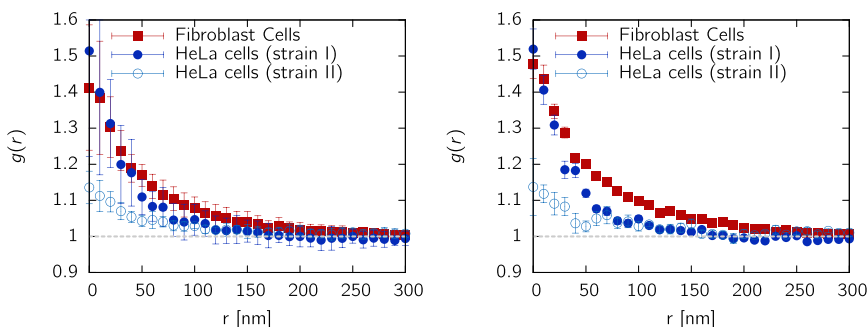 Fibroblast Cells
HeLa cells (strain I)
HeLa cells (strain II)
1.6
1.5
1.4
1.3
1.2
1.1
1
0.9
g(r)
0 50 100 150 200 250 300
r [nm]
Fibroblast Cells
HeLa cells (strain I)
HeLa cells (strain II)
1.6
1.5
1.4
1.3
1.2
1.1
1
0.9
g(r)
0 50 100 150 200 250 300
r [nm]